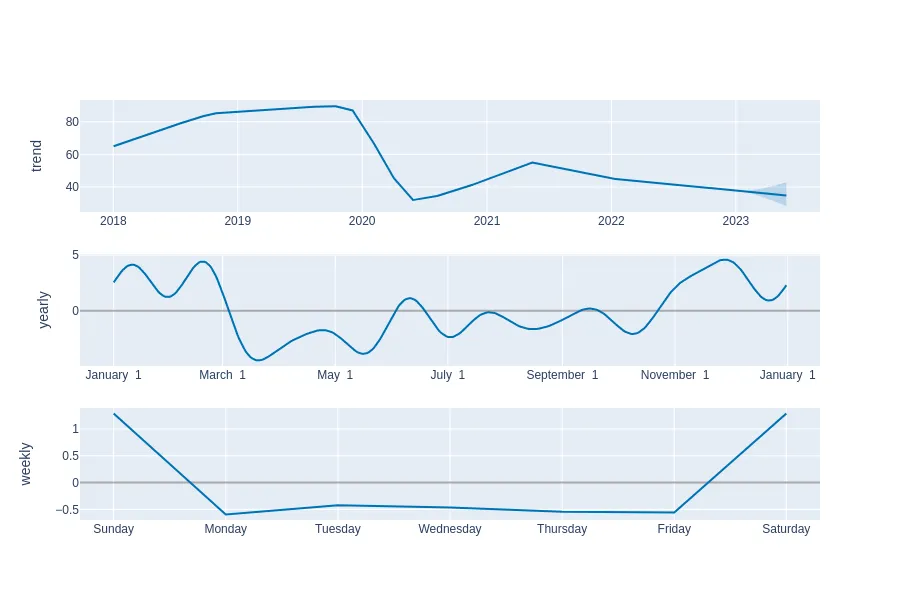 trend
80
60
40
2018 2019 2020 2021 2022 2023
yearly
5
0
January 1 March 1 May 1 July 1 September 1 November 1 January 1
weekly
1
0.5
0
−0.5
Sunday Monday Tuesday Wednesday Thursday Friday Saturday